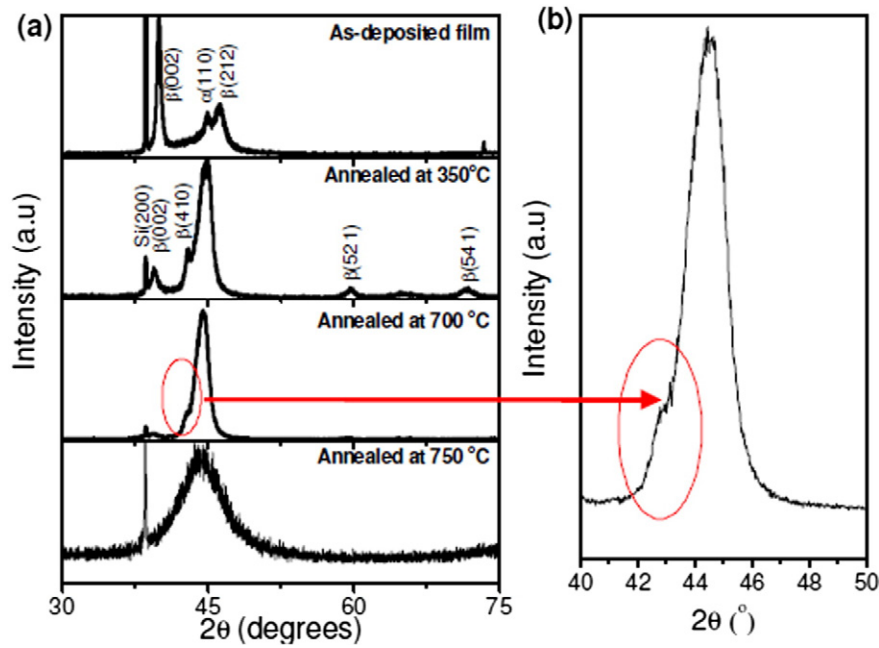 (a)
As-deposited film
β(002)
α(110)
β(212)
Annealed at 350°C
Si(200)
β(002)
β(410)
β(521)
β(541)
Annealed at 700 °C
Annealed at 750 °C
Intensity (a.u)
30 45 60 75
2θ (degrees)
(b)
Intensity (a.u)
40 42 44 46 48 50
2θ (°)